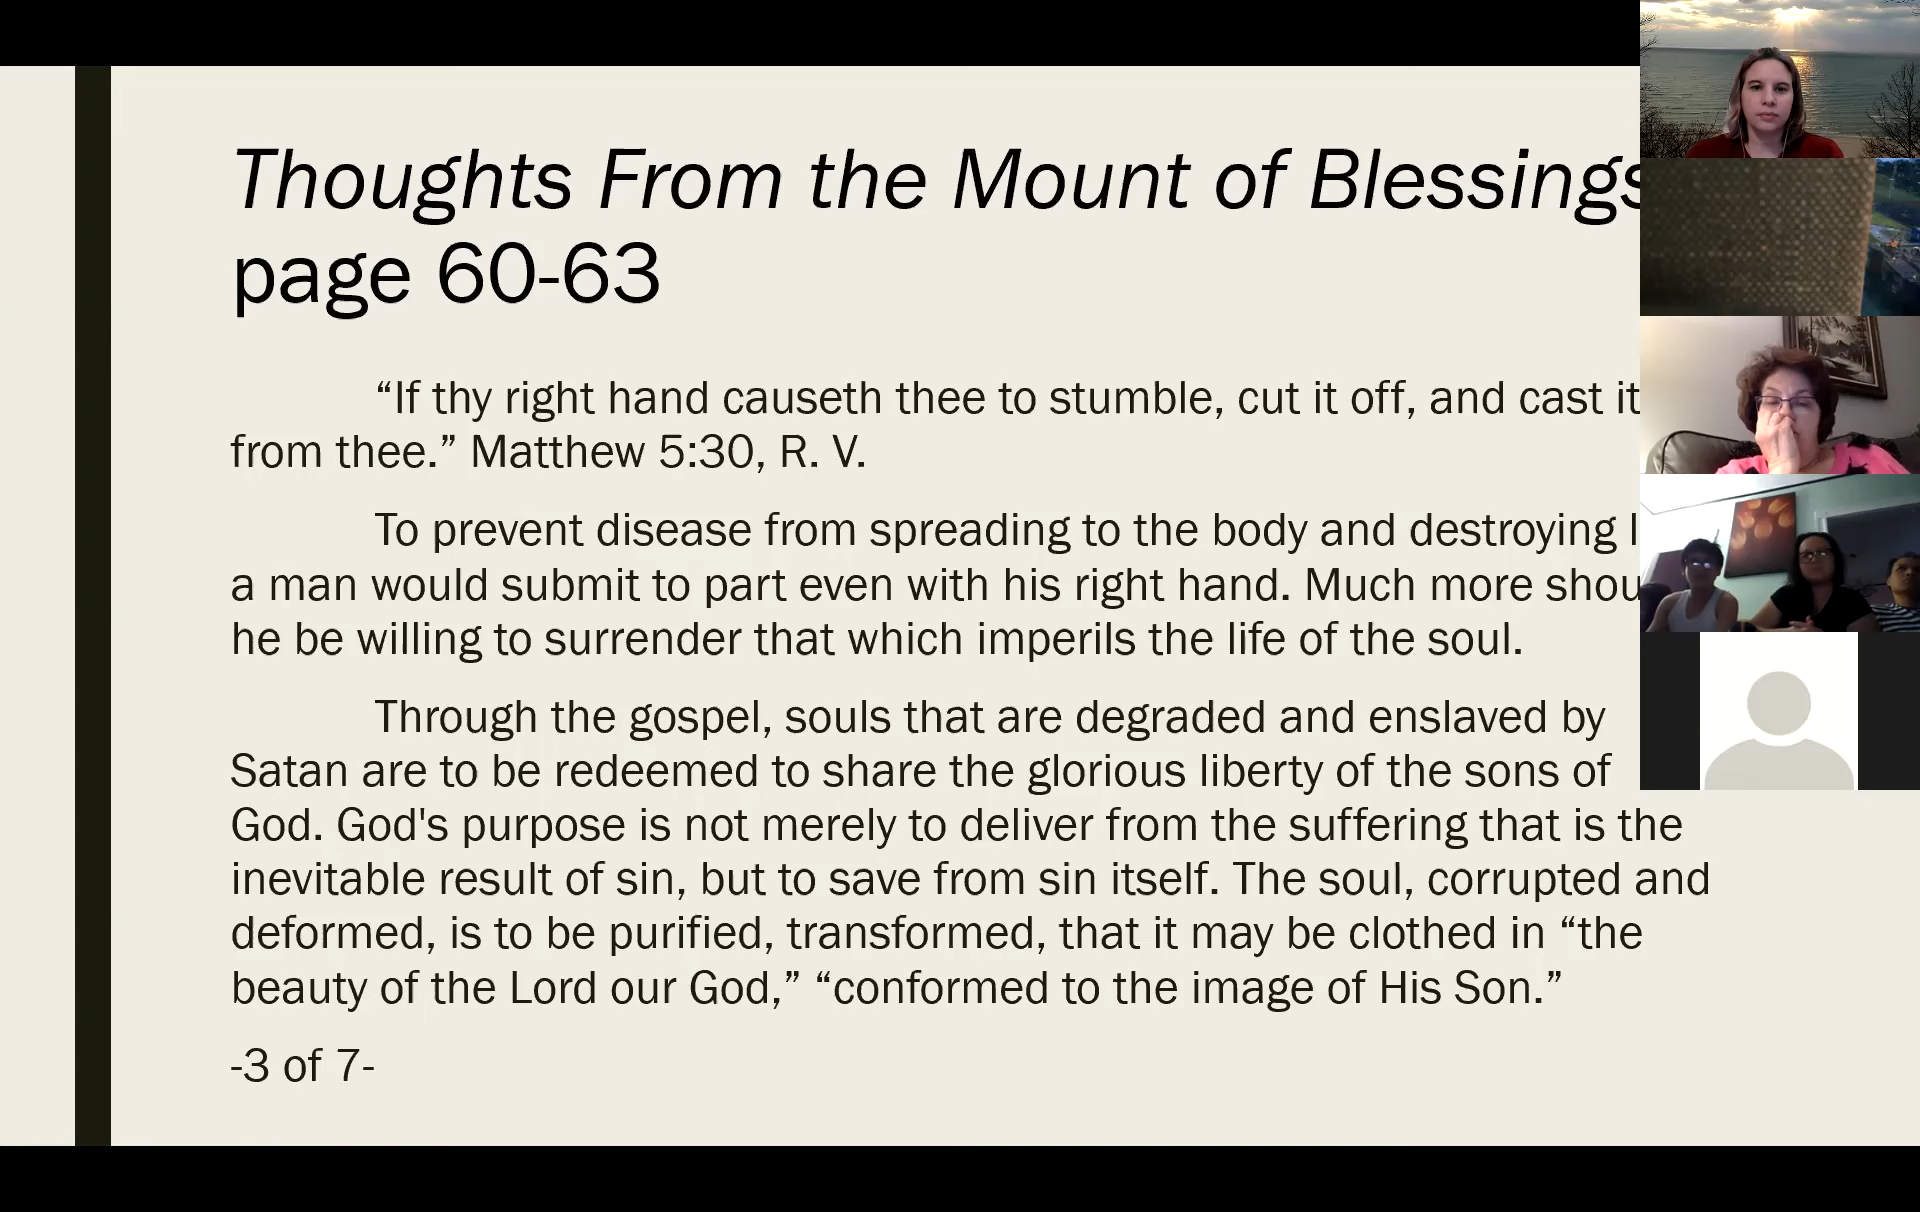 Thoughts From the Mount of Blessings
page 60-63
“If thy right hand causeth thee to stumble, cut it off, and cast it
from thee.” Matthew 5:30, R. V.
To prevent disease from spreading to the body and destroying
a man would submit to part even with his right hand. Much more
he be willing to surrender that which imperils the life of the soul.
Through the gospel, souls that are degraded and enslaved by
Satan are to be redeemed to share the glorious liberty of the sons of
God. God's purpose is not merely to deliver from the suffering that is the
inevitable result of sin, but to save from sin itself. The soul, corrupted and
deformed, is to be purified, transformed, that it may be clothed in “the
beauty of the Lord our God,” “conformed to the image of His Son.”
-3 of 7-